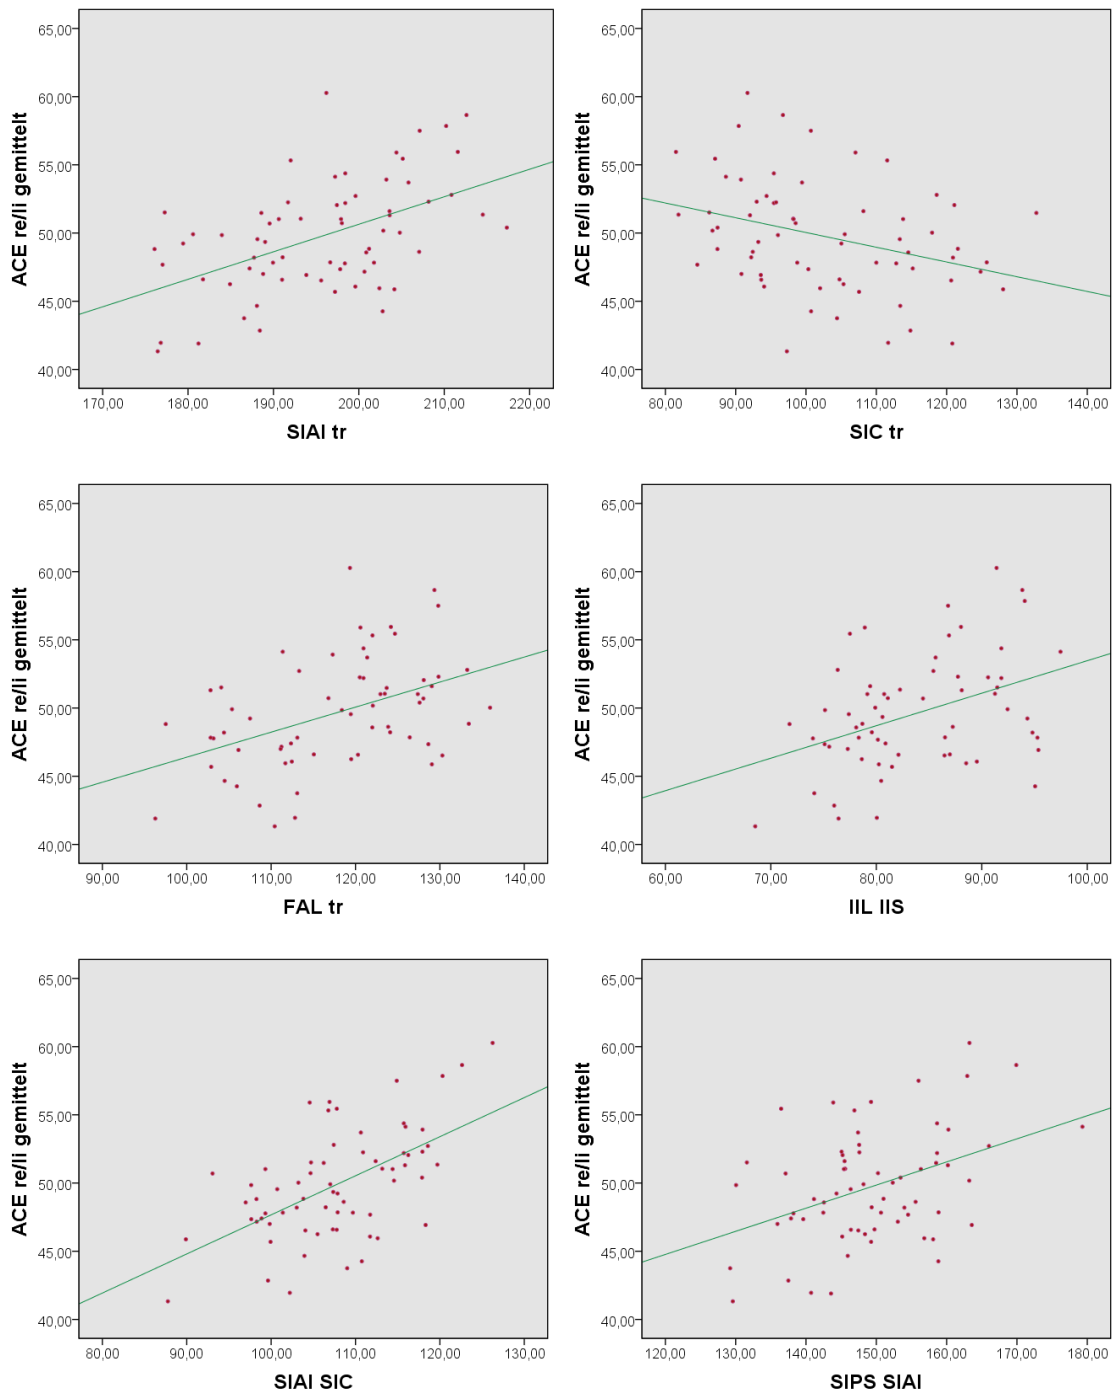 65,00
60,00
55,00
50,00
45,00
40,00
ACE re/li gemittelt
170,00 180,00 190,00 200,00 210,00 220,00
SIAI tr
65,00
60,00
55,00
50,00
45,00
40,00
ACE re/li gemittelt
80,00 90,00 100,00 110,00 120,00 130,00 140,00
SIC tr
65,00
60,00
55,00
50,00
45,00
40,00
ACE re/li gemittelt
90,00 100,00 110,00 120,00 130,00 140,00
FAL tr
65,00
60,00
55,00
50,00
45,00
40,00
ACE re/li gemittelt
60,00 70,00 80,00 90,00 100,00
IIL IIS
65,00
60,00
55,00
50,00
45,00
40,00
ACE re/li gemittelt
80,00 90,00 100,00 110,00 120,00 130,00
SIAI SIC
65,00
60,00
55,00
50,00
45,00
40,00
ACE re/li gemittelt
120,00 130,00 140,00 150,00 160,00 170,00 180,00
SIPS SIAI